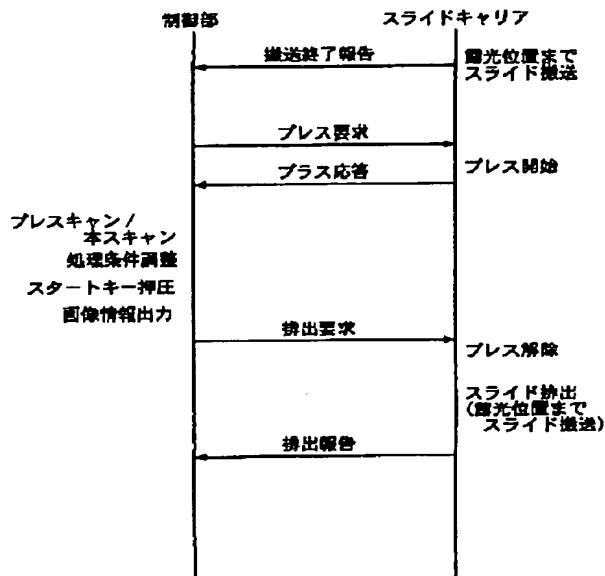 制御部
スライドキャリア
搬送終了報告
露光位置まで
スライド搬送
プレス要求
プラス応答
プレス開始
プレスキャン/
本スキャン
処理条件調整
スタートキー押圧
画像情報出力
排出要求
プレス解除
スライド排出
(露光位置まで
スライド搬送)
排出報告